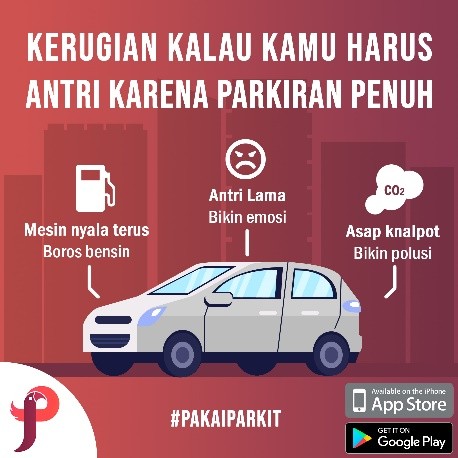 KERUGIAN KALAU KAMU HARUS
ANTRI KARENA PARKIRAN PENUH
Mesin nyala terus
Boros bensin
Antri Lama
Bikin emosi
CO₂
Asap knalpot
Bikin polusi
#PAKAIPARKIT
Available on the iPhone
App Store
GET IT ON
Google Play